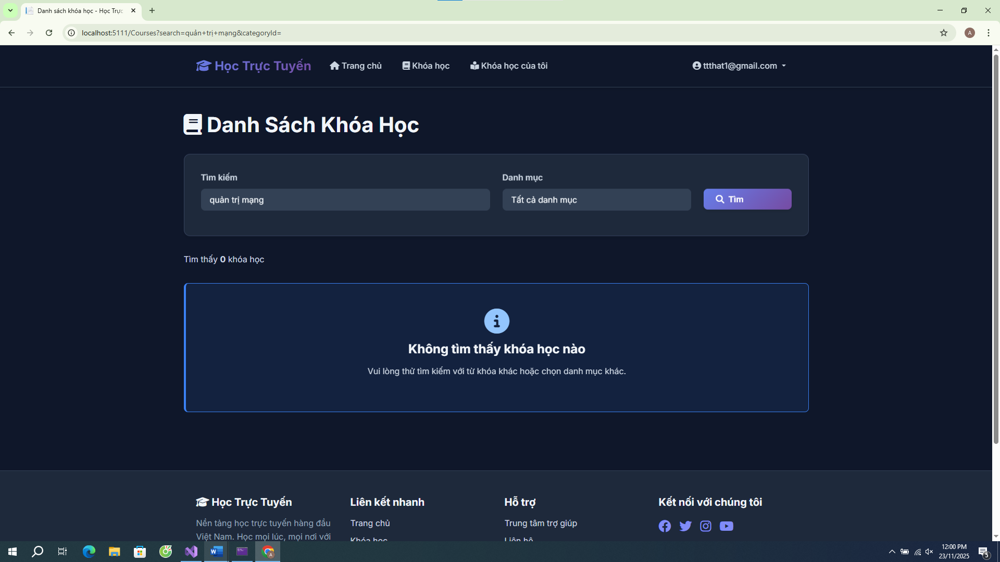 Danh sách khóa học - Học Trực
localhost:5111/Courses?search=quản+trị+mạng&categoryId=
A
Học Trực Tuyến
Trang chủ
Khóa học
Khóa học của tôi
ttthat1@gmail.com
Danh Sách Khóa Học
Tìm kiếm
Danh mục
quản trị mạng
Tất cả danh mục
Tìm
Tìm thấy 0 khóa học
Không tìm thấy khóa học nào
Vui lòng thử tìm kiếm với từ khóa khác hoặc chọn danh mục khác.
Học Trực Tuyến
Nền tảng học trực tuyến hàng đầu
Việt Nam. Học mọi lúc, mọi nơi với
Liên kết nhanh
Trang chủ
Khóa học
Hỗ trợ
Trung tâm trợ giúp
Liên hệ
Kết nối với chúng tôi
12:00 PM
23/11/2025
5